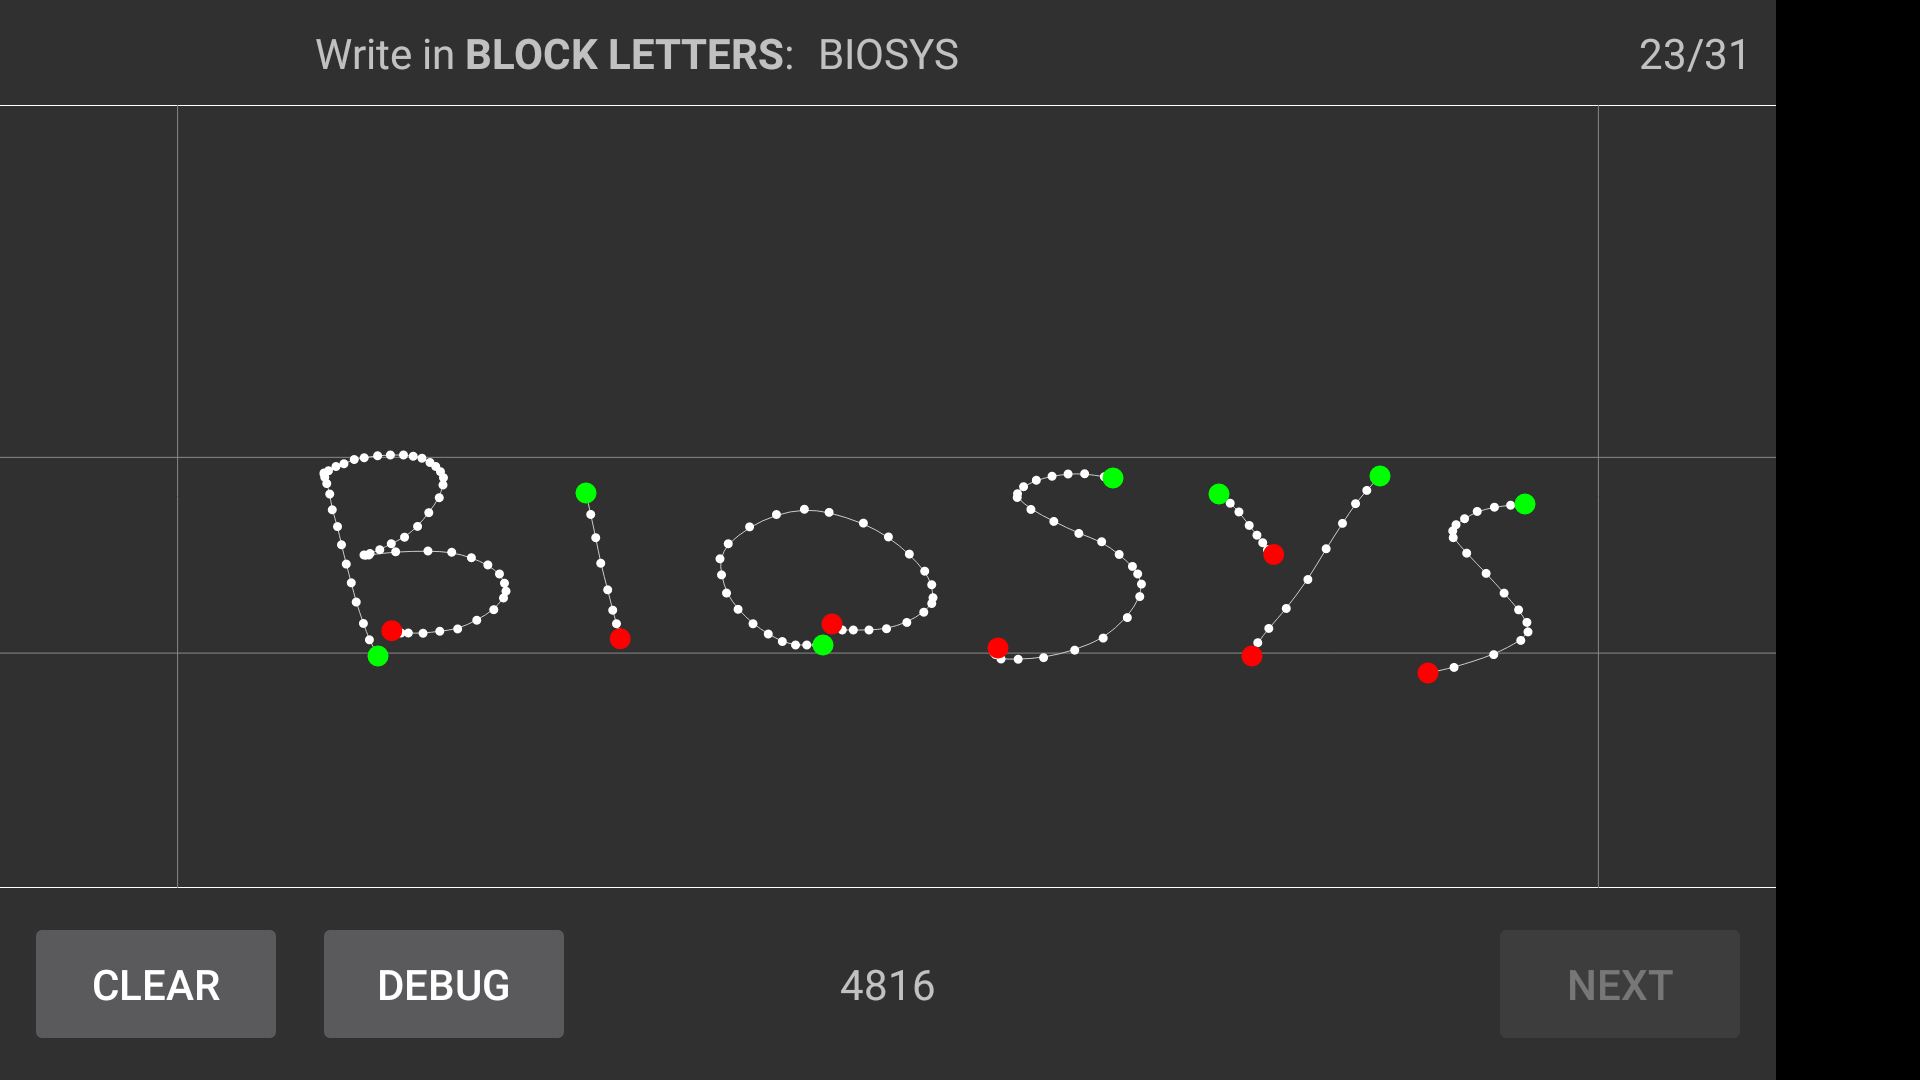 Write in BLOCK LETTERS: BIOSYS 23/31
BIOSYS
CLEAR DEBUG 4816 NEXT